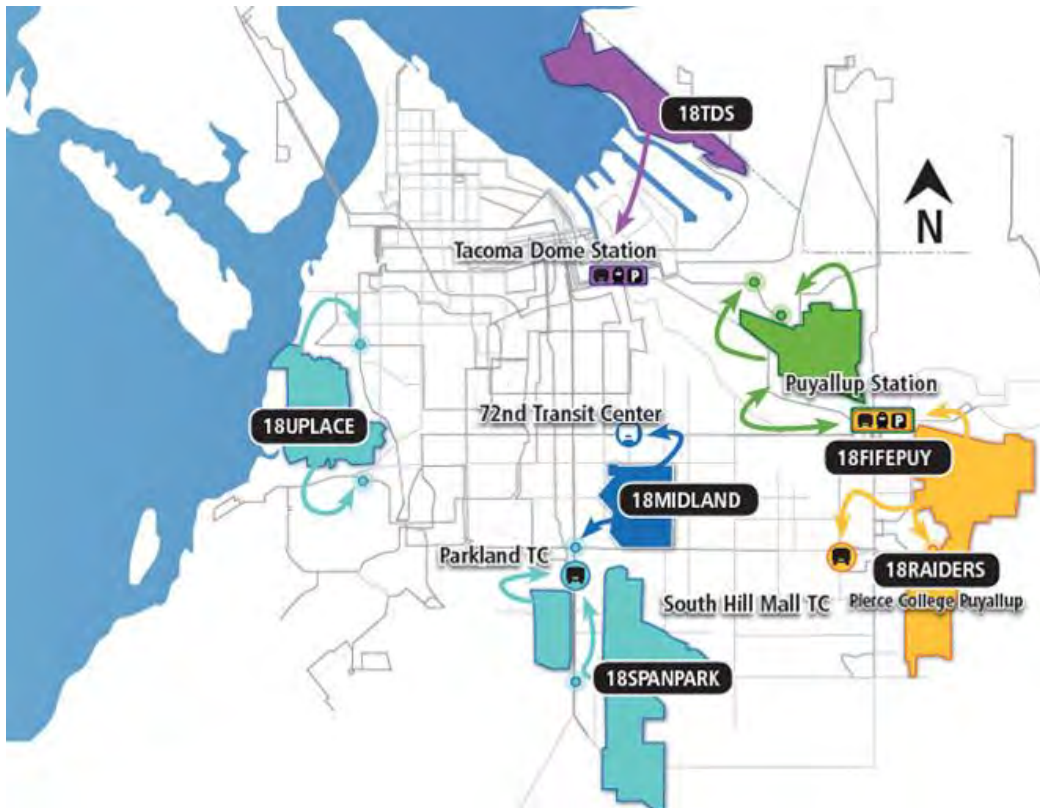 18TDS
N
Tacoma Dome Station
P
Puyallup Station
P
18UPLACE
72nd Transit Center
18FIFEPUY
18MIDLAND
Parkland TC
18RAIDERS
South Hill Mall TC
Pierce College Puyallup
18SPANPARK